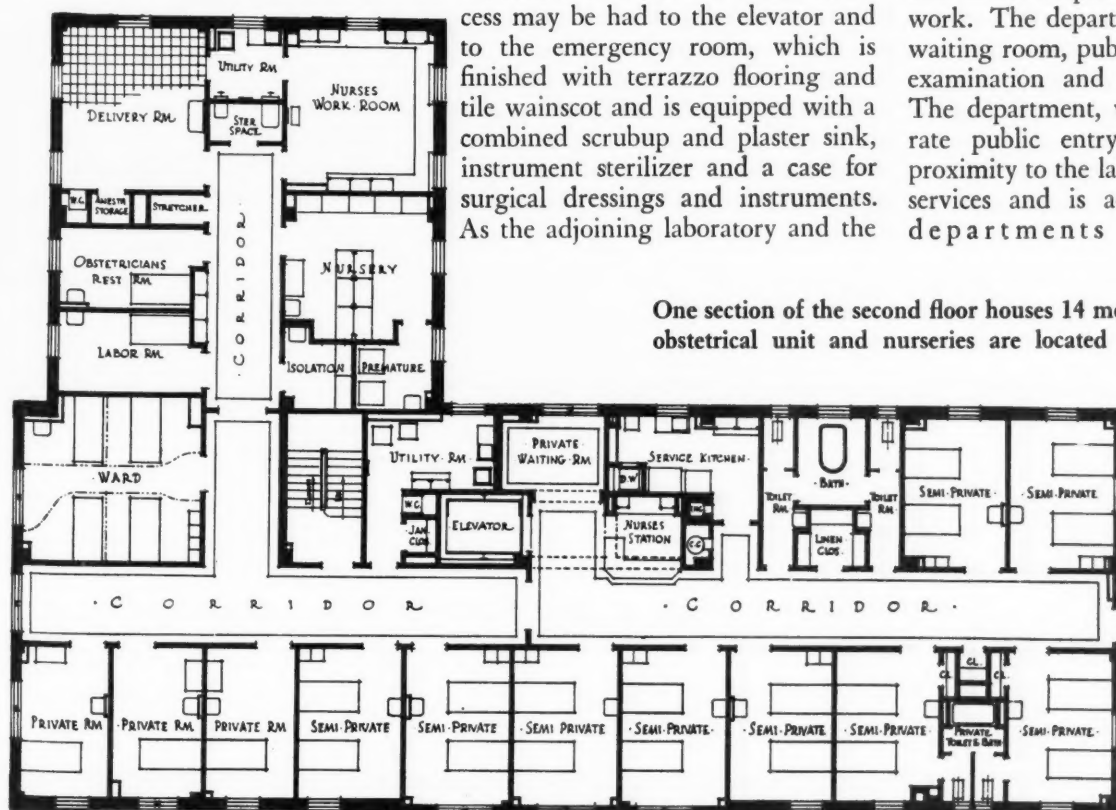 cess may be had to the elevator and
to the emergency room, which is
finished with terrazzo flooring and
tile wainscot and is equipped with a
combined scrubup and plaster sink,
instrument sterilizer and a case for
surgical dressings and instruments.
As the adjoining laboratory and the
work. The depart
waiting room, pub
examination and
The department,
rate public entry
proximity to the la
services and is a
departments
One section of the second floor houses 14 me
obstetrical unit and nurseries are located
DELIVERY RM.
UTILITY RM
STER
SPACE
NURSES
WORK · ROOM
W.C.
ANESTH
STORAGE
STRETCHER
OBSTETRICIANS
REST RM.
LABOR RM.
CORRIDOR
NURSERY
ISOLATION
PREMATURE
· WARD
UTILITY · RM.
W.C.
JAN.
CLOS.
ELEVATOR
· PRIVATE ·
WAITING · RM
SERVICE KITCHEN ·
D.W.
NURSES
STATION
C.C.
TOILET
RM.
· BATH ·
TOILET
RM.
LINEN
CLOS.
SEMI · PRIVATE
· SEMI · PRIVATE
· CORRIDOR
· CORRIDOR ·
PRIVATE RM
· PRIVATE RM.
PRIVATE RM
SEMI · PRIVATE
· SEMI · PRIVATE
SEMI PRIVATE
· SEMI · PRIVATE
· SEMI · PRIVATE
· SEMI · PRIVATE
CL.
CL.
CL.
PRIVATE
TOILET & BATH
· SEMI · PRIVATE